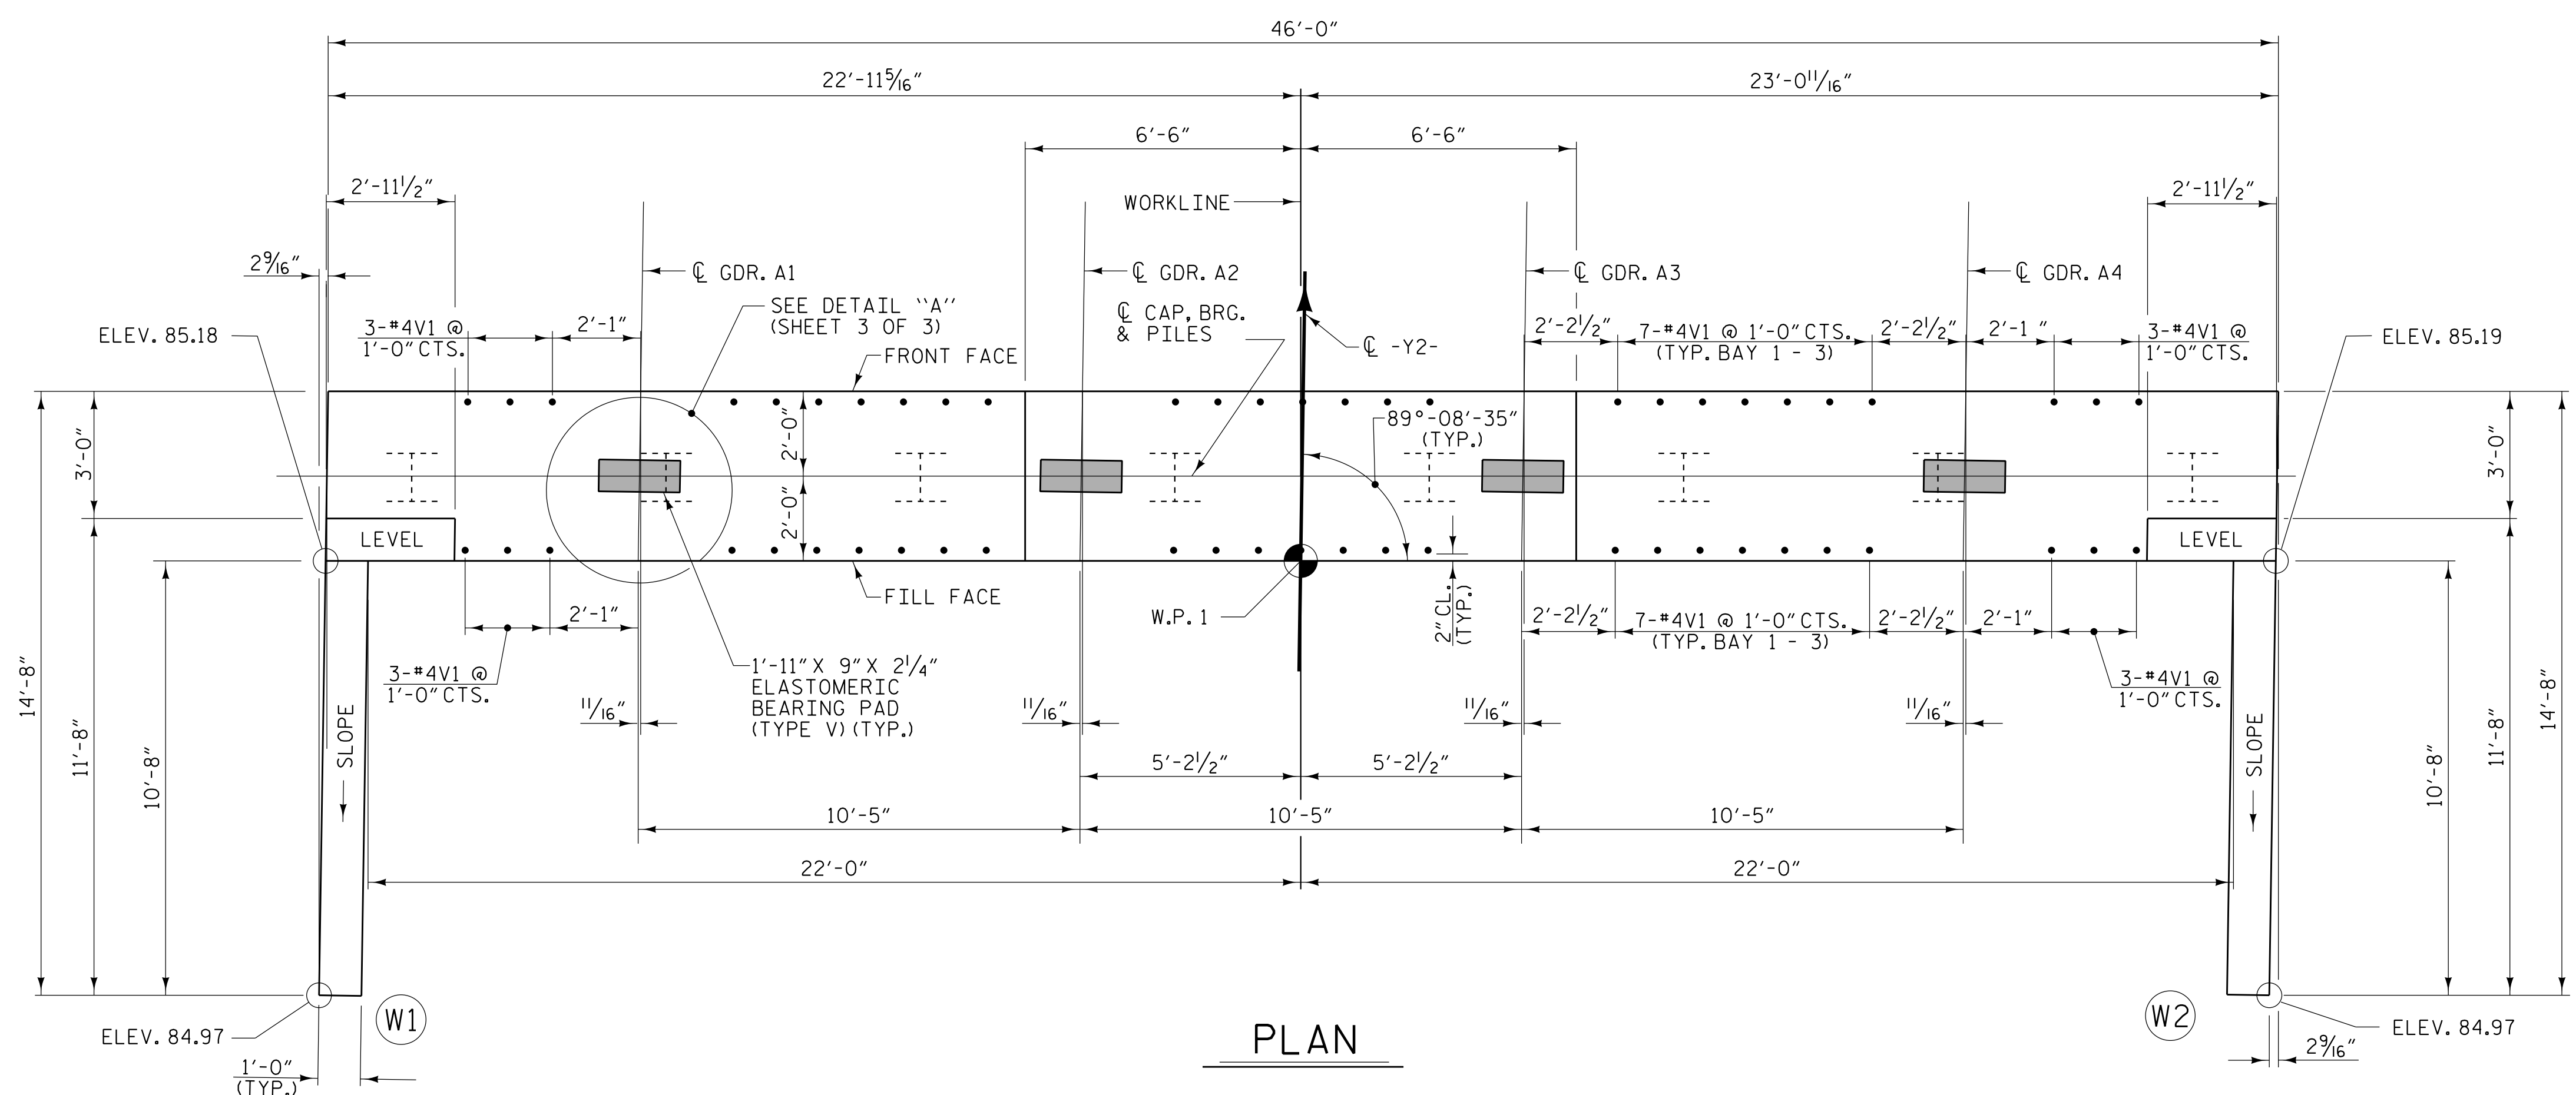 46'-0"
22'-11 5/16"
23'-0 11/16"
6'-6"
6'-6"
2'-11 1/2"
WORKLINE
2'-11 1/2"
2 9/16"
℄ GDR. A1
℄ GDR. A2
℄ GDR. A3
℄ GDR. A4
SEE DETAIL ``A''
(SHEET 3 OF 3)
℄ CAP, BRG.
& PILES
ELEV. 85.18
3-#4V1 @
1'-0" CTS.
2'-1"
FRONT FACE
℄ -Y2-
2'-2 1/2"
7-#4V1 @ 1'-0" CTS.
(TYP. BAY 1 - 3)
2'-2 1/2"
2'-1 "
3-#4V1 @
1'-0" CTS.
ELEV. 85.19
89°-08'-35"
(TYP.)
3'-0"
2'-0"
3'-0"
2'-0"
LEVEL
LEVEL
FILL FACE
W.P. 1
2" CL.
(TYP.)
2'-1"
2'-2 1/2"
7-#4V1 @ 1'-0" CTS.
(TYP. BAY 1 - 3)
2'-2 1/2"
2'-1"
3-#4V1 @
1'-0" CTS.
1'-11" X 9" X 2 1/4"
ELASTOMERIC
BEARING PAD
(TYPE V) (TYP.)
3-#4V1 @
1'-0" CTS.
14'-8"
11'-8"
10'-8"
SLOPE
11/16"
11/16"
11/16"
11/16"
SLOPE
10'-8"
11'-8"
14'-8"
5'-2 1/2"
5'-2 1/2"
10'-5"
10'-5"
10'-5"
22'-0"
22'-0"
W1
W2
ELEV. 84.97
ELEV. 84.97
1'-0"
(TYP.)
2 9/16"
PLAN